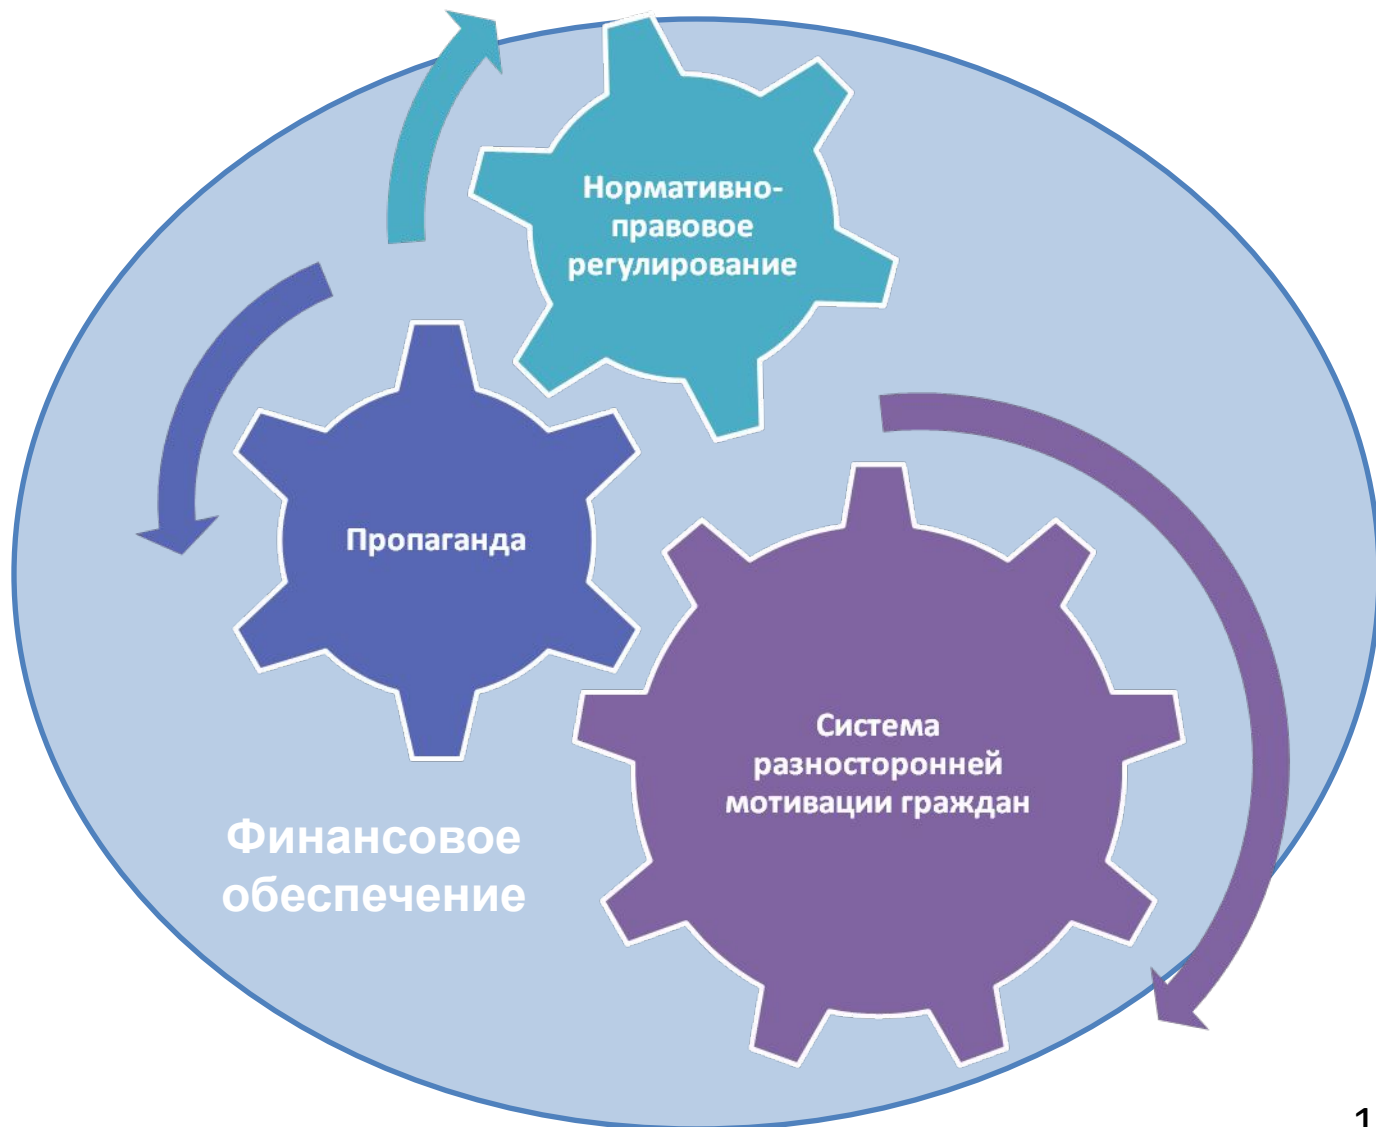 Нормативно-
правовое
регулирование
Пропаганда
Система
разносторонней
мотивации граждан
Финансовое
обеспечение
1